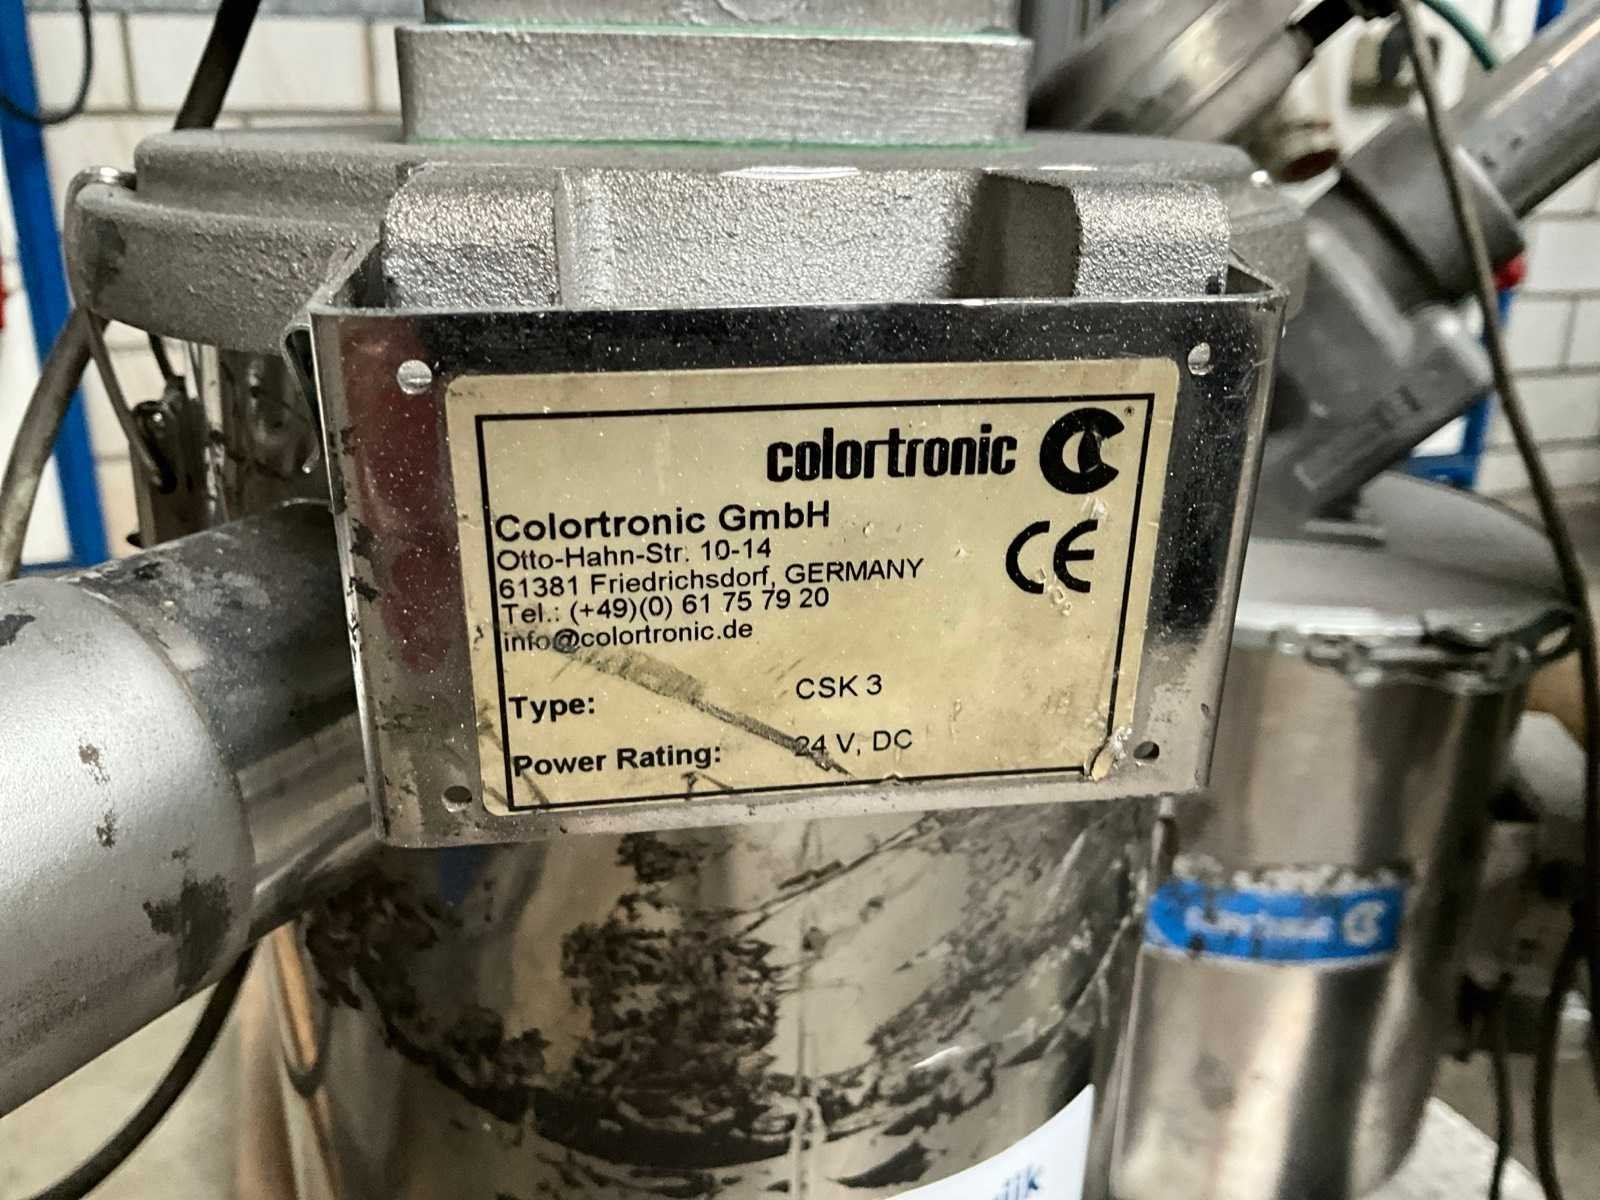 colortronic
Colortronic GmbH
CE
Otto-Hahn-Str. 10-14
61381 Friedrichsdorf, GERMANY
Tel.: (+49)(0) 61 75 79 20
info@colortronic.de
Type: CSK 3
Power Rating: 24 V, DC